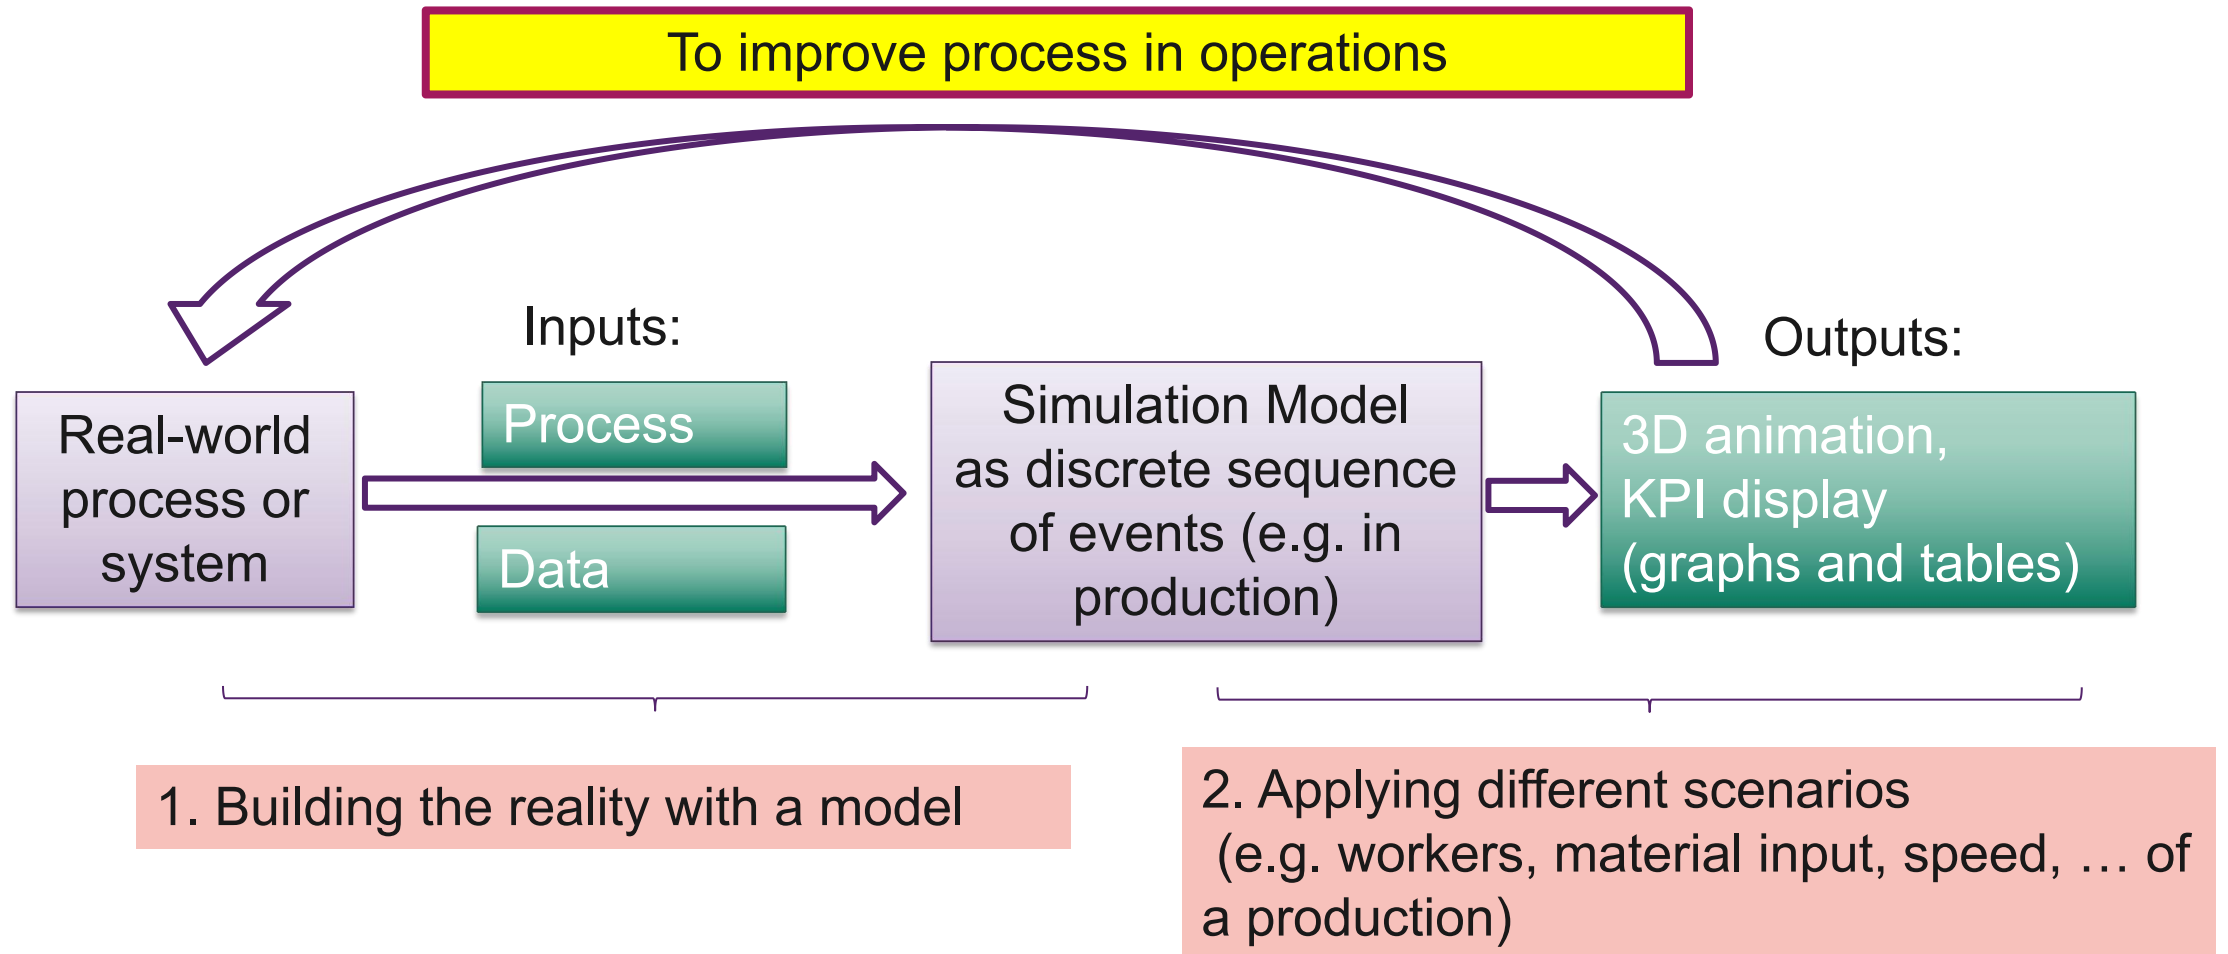 To improve process in operations
Inputs:
Outputs:
Real-world
process or
system
Process
Data
Simulation Model
as discrete sequence
of events (e.g. in
production)
3D animation,
KPI display
(graphs and tables)
1. Building the reality with a model
2. Applying different scenarios
(e.g. workers, material input, speed, … of
a production)